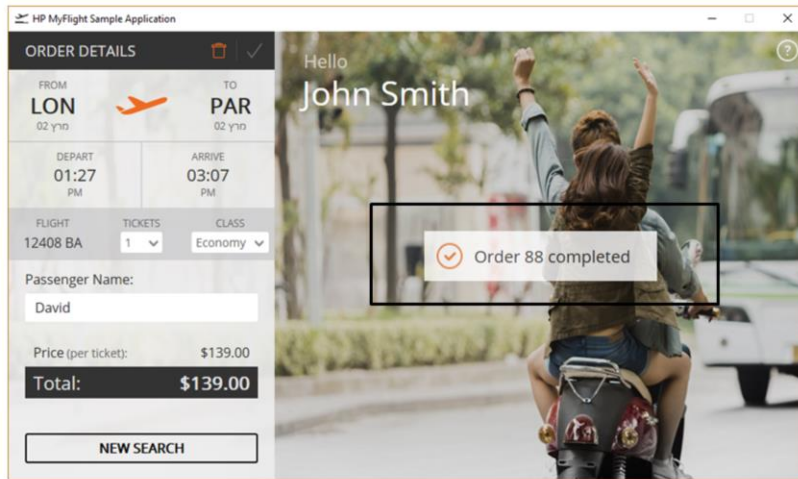 HP MyFlight Sample Application
ORDER DETAILS
?
Hello
John Smith
FROM
TO
LON
PAR
02 מרץ
02 מרץ
DEPART
ARRIVE
01:27
03:07
PM
PM
FLIGHT TICKETS CLASS
12408 BA 1 Economy
Order 88 completed
Passenger Name:
David
Price (per ticket): $139.00
Total: $139.00
NEW SEARCH